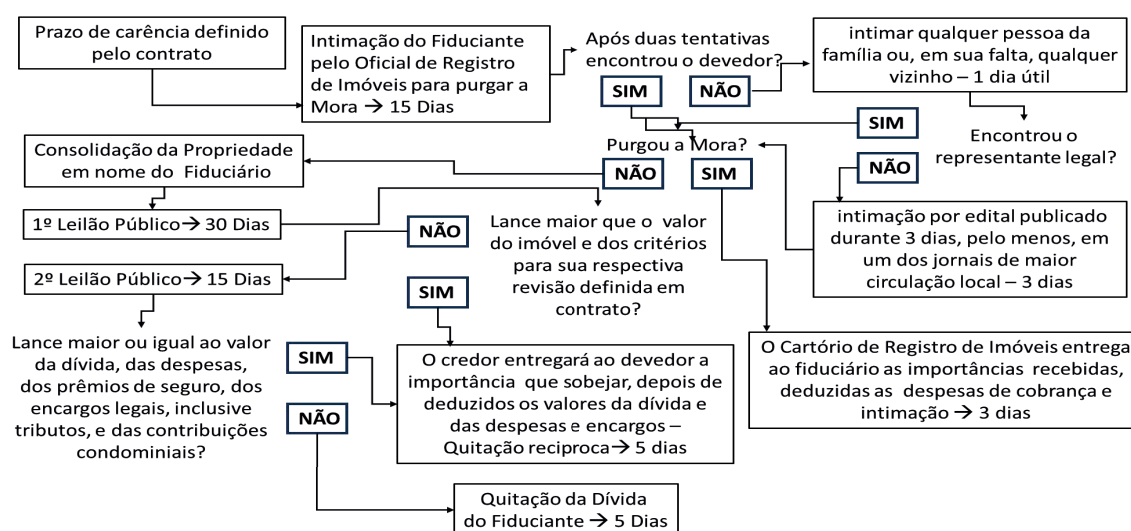 Prazo de carência definido
pelo contrato
Intimação do Fiduciante
pelo Oficial de Registro
de Imóveis para purgar a
Mora → 15 Dias
Após duas tentativas
encontrou o devedor?
SIM
NÃO
intimar qualquer pessoa da
família ou, em sua falta, qualquer
vizinho – 1 dia útil
Encontrou o
representante legal?
SIM
NÃO
intimação por edital publicado
durante 3 dias, pelo menos, em
um dos jornais de maior
circulação local – 3 dias
Purgou a Mora?
NÃO
SIM
Consolidação da Propriedade
em nome do Fiduciário
1º Leilão Público → 30 Dias
Lance maior que o valor
do imóvel e dos critérios
para sua respectiva
revisão definida em
contrato?
NÃO
SIM
2º Leilão Público → 15 Dias
Lance maior ou igual ao valor
da dívida, das despesas,
dos prêmios de seguro, dos
encargos legais, inclusive
tributos, e das contribuições
condominiais?
SIM
NÃO
O credor entregará ao devedor a
importância que sobejar, depois de
deduzidos os valores da dívida e
das despesas e encargos –
Quitação reciproca → 5 dias
O Cartório de Registro de Imóveis entrega
ao fiduciário as importâncias recebidas,
deduzidas as despesas de cobrança e
intimação → 3 dias
Quitação da Dívida
do Fiduciante → 5 Dias